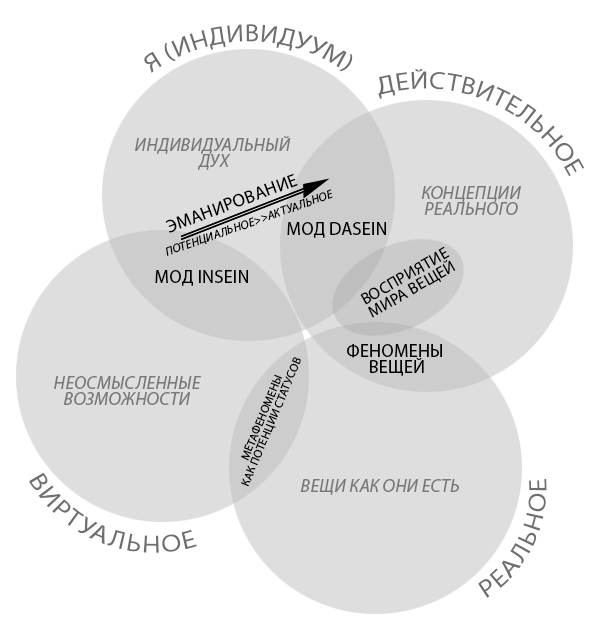 Я (ИНДИВИДУУМ)
ДЕЙСТВИТЕЛЬНОЕ
ИНДИВИДУАЛЬНЫЙ
ДУХ
ЭМАНИРОВАНИЕ
ПОТЕНЦИАЛЬНОЕ>>АКТУАЛЬНОЕ
КОНЦЕПЦИИ
РЕАЛЬНОГО
МОД DASEIN
МОД INSEIN
ВОСПРИЯТИЕ
МИРА ВЕЩЕЙ
ФЕНОМЕНЫ
ВЕЩЕЙ
НЕОСМЫСЛЕННЫЕ
ВОЗМОЖНОСТИ
МЕТАФЕНОМЕНЫ
КАК ПОТЕНЦИИ СТАТУСОВ
ВЕЩИ КАК ОНИ ЕСТЬ
ВИРТУАЛЬНОЕ
РЕАЛЬНОЕ